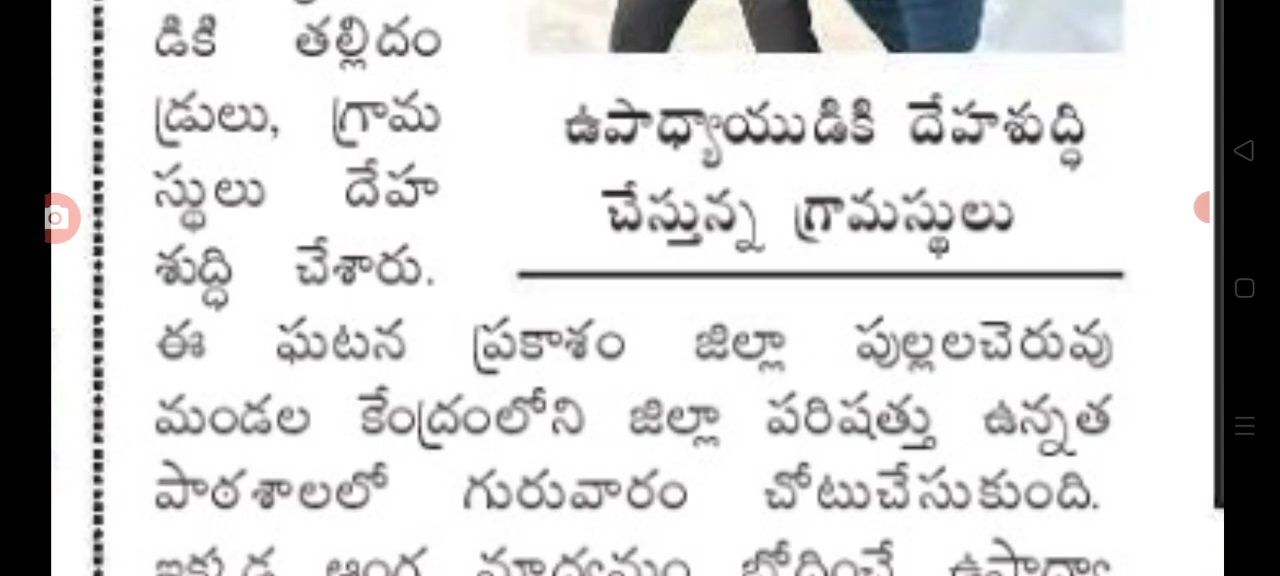 డికి తల్లిదం
డ్రులు, గ్రామ
స్థులు దేహ
శుద్ధి చేశారు.
ఉపాధ్యాయుడికి దేహశుద్ధి
చేస్తున్న గ్రామస్థులు
ఈ ఘటన ప్రకాశం జిల్లా పుల్లలచెరువు
మండల కేంద్రంలోని జిల్లా పరిషత్తు ఉన్నత
పాఠశాలలో గురువారం చోటుచేసుకుంది.